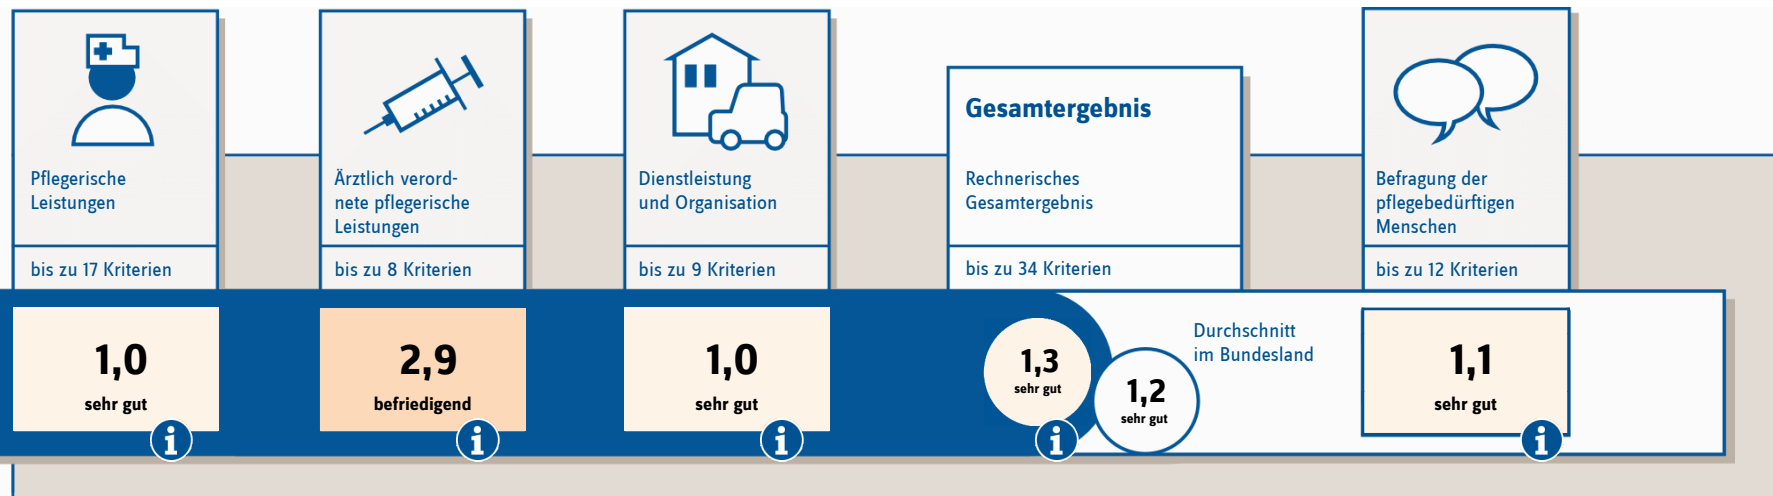 Pflegerische
Leistungen
bis zu 17 Kriterien
1,0
sehr gut
Ärztlich verord-
nete pflegerische
Leistungen
bis zu 8 Kriterien
2,9
befriedigend
Dienstleistung
und Organisation
bis zu 9 Kriterien
1,0
sehr gut
Gesamtergebnis
Rechnerisches
Gesamtergebnis
bis zu 34 Kriterien
1,3
sehr gut
1,2
sehr gut
Durchschnitt
im Bundesland
Befragung der
pflegebedürftigen
Menschen
bis zu 12 Kriterien
1,1
sehr gut